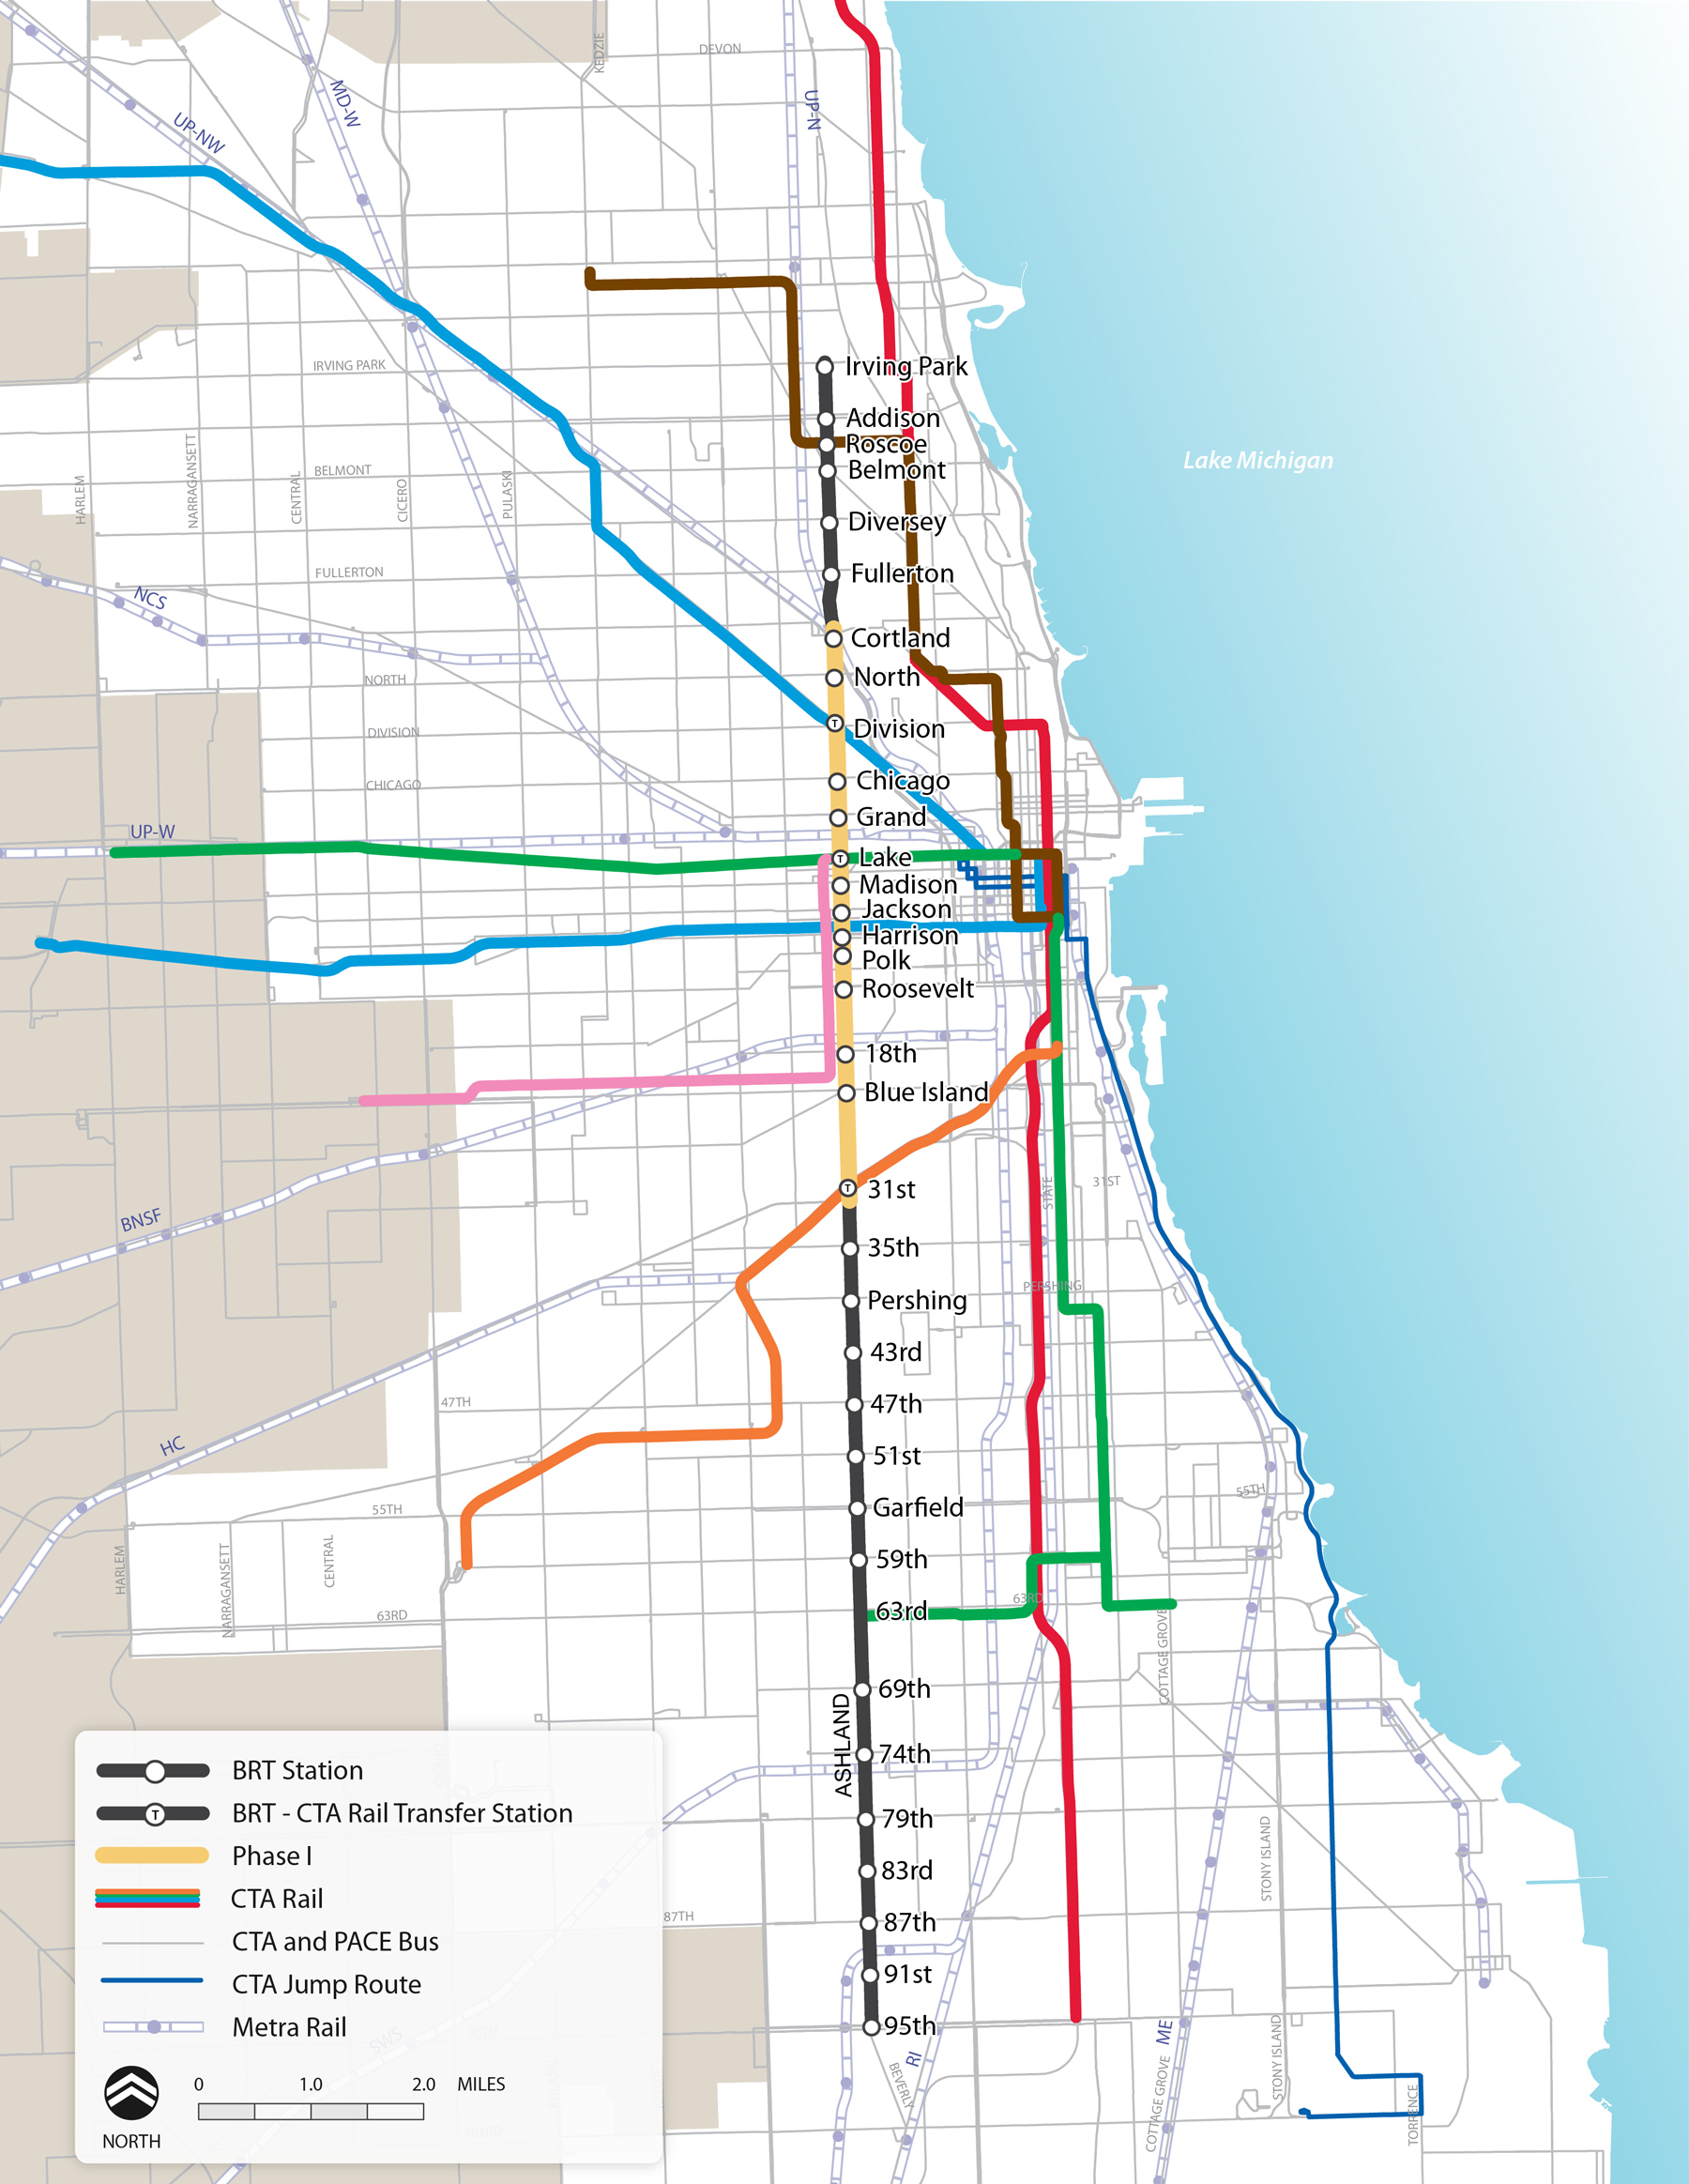 DEVON
KEDZIE
MD-W
UP-N
UP-NW
IRVING PARK
Irving Park
Addison
Roscoe
Belmont
BELMONT
Lake Michigan
HARLEM
NARRAGANSETT
CENTRAL
CICERO
PULASKI
Diversey
FULLERTON
Fullerton
NCS
Cortland
NORTH
North
DIVISION
Division
CHICAGO
Chicago
Grand
UP-W
Lake
Madison
Jackson
Harrison
Polk
Roosevelt
18th
Blue Island
31st
31ST
STATE
BNSF
35th
PERSHING
Pershing
43rd
47TH
47th
HC
51st
55TH
55TH
Garfield
HARLEM
NARRAGANSETT
CENTRAL
59th
63RD
63rd
63RD
COTTAGE GROVE
69th
ASHLAND
74th
79th
83rd
STONY ISLAND
87TH
87th
91st
95th
RI
BEVERLY
ME
COTTAGE GROVE
STONY ISLAND
TORRENCE
BRT Station
T
BRT - CTA Rail Transfer Station
Phase I
CTA Rail
CTA and PACE Bus
CTA Jump Route
Metra Rail
SWS
0 1.0 2.0 MILES
NORTH